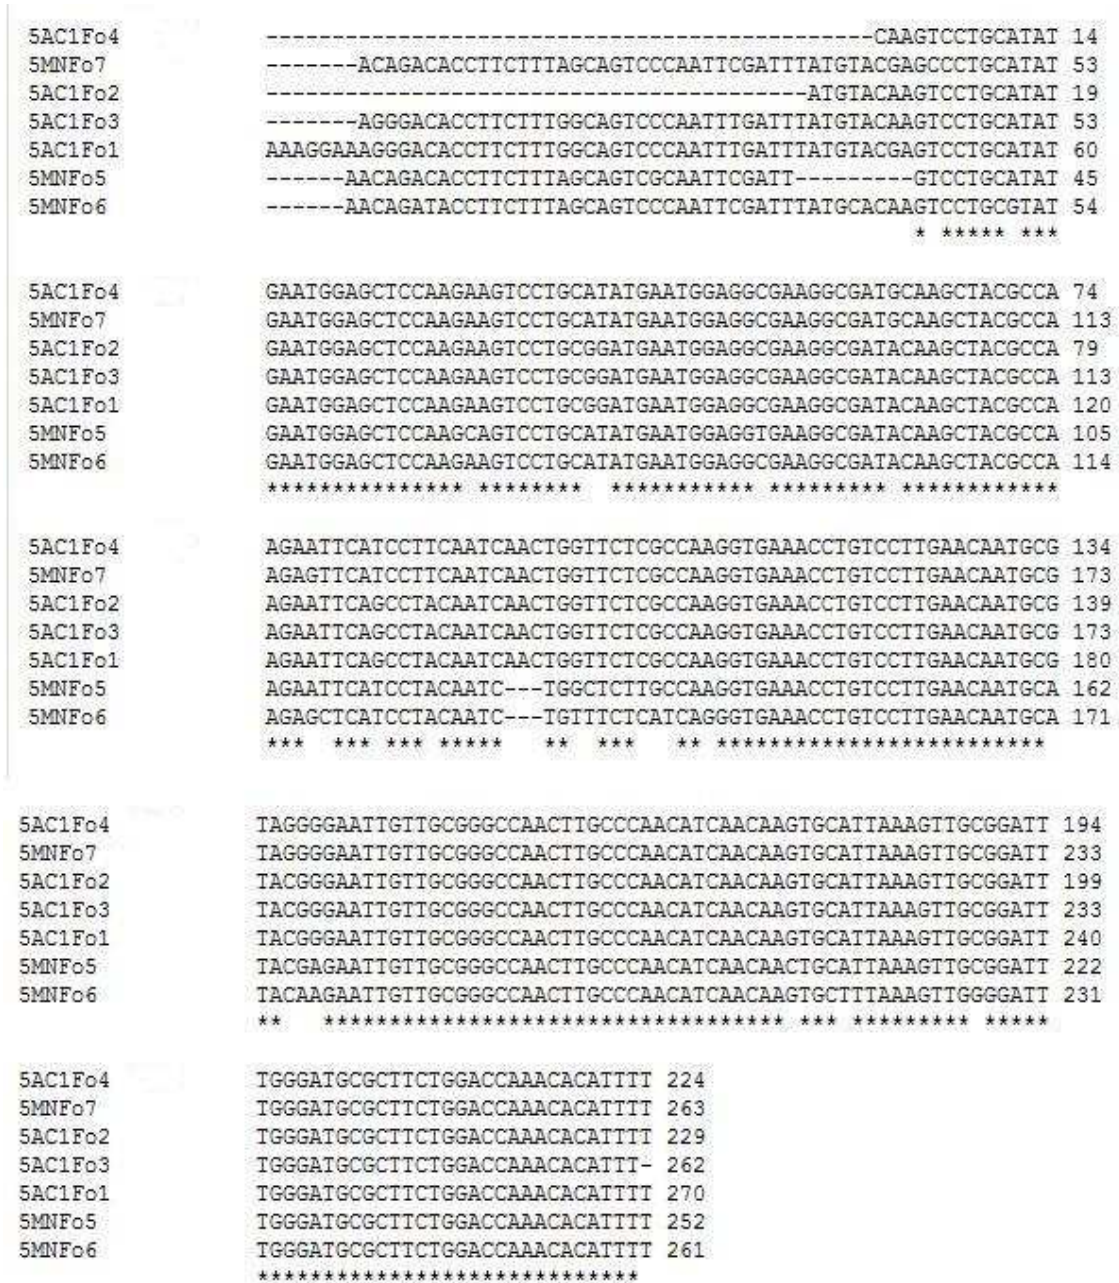 5AC1Fo4 ----------------------------------------------CAAGTCCTGCATAT 14
5MNFo7 -------ACAGACACCTTCTTTAGCAGTCCCAATTCGATTTATGTACGAGCCCTGCATAT 53
5AC1Fo2 -----------------------------------------ATGTACAAGTCCTGCATAT 19
5AC1Fo3 -------AGGGACACCTTCTTTGGCAGTCCCAATTTGATTTATGTACAAGTCCTGCATAT 53
5AC1Fo1 AAAGGAAAGGGACACCTTCTTTGGCAGTCCCAATTTGATTTATGTACGAGTCCTGCATAT 60
5MNFo5 ------AACAGACACCTTCTTTAGCAGTCGCAATTCGATT---------GTCCTGCATAT 45
5MNFo6 ------AACAGATACCTTCTTTAGCAGTCCCAATTCGATTTATGCACAAGTCCTGCGTAT 54
* ***** ***
5AC1Fo4 GAATGGAGCTCCAAGAAGTCCTGCATATGAATGGAGGCGAAGGCGATGCAAGCTACGCCA 74
5MNFo7 GAATGGAGCTCCAAGAAGTCCTGCATATGAATGGAGGCGAAGGCGATGCAAGCTACGCCA 113
5AC1Fo2 GAATGGAGCTCCAAGAAGTCCTGCGGATGAATGGAGGCGAAGGCGATACAAGCTACGCCA 79
5AC1Fo3 GAATGGAGCTCCAAGAAGTCCTGCGGATGAATGGAGGCGAAGGCGATACAAGCTACGCCA 113
5AC1Fo1 GAATGGAGCTCCAAGAAGTCCTGCGGATGAATGGAGGCGAAGGCGATACAAGCTACGCCA 120
5MNFo5 GAATGGAGCTCCAAGCAGTCCTGCATATGAATGGAGGTGAAGGCGATACAAGCTACGCCA 105
5MNFo6 GAATGGAGCTCCAAGAAGTCCTGCATATGAATGGAGGCGAAGGCGATACAAGCTACGCCA 114
*************** ********  *********** ********* ************
5AC1Fo4 AGAATTCATCCTTCAATCAACTGGTTCTCGCCAAGGTGAAACCTGTCCTTGAACAATGCG 134
5MNFo7 AGAGTTCATCCTTCAATCAACTGGTTCTCGCCAAGGTGAAACCTGTCCTTGAACAATGCG 173
5AC1Fo2 AGAATTCAGCCTACAATCAACTGGTTCTCGCCAAGGTGAAACCTGTCCTTGAACAATGCG 139
5AC1Fo3 AGAATTCAGCCTACAATCAACTGGTTCTCGCCAAGGTGAAACCTGTCCTTGAACAATGCG 173
5AC1Fo1 AGAATTCAGCCTACAATCAACTGGTTCTCGCCAAGGTGAAACCTGTCCTTGAACAATGCG 180
5MNFo5 AGAATTCATCCTACAATC---TGGCTCTTGCCAAGGTGAAACCTGTCCTTGAACAATGCA 162
5MNFo6 AGAGCTCATCCTACAATC---TGTTTCTCATCAGGGTGAAACCTGTCCTTGAACAATGCA 171
***  *** *** *****   **  ***   ** *************************
5AC1Fo4 TAGGGGAATTGTTGCGGGCCAACTTGCCCAACATCAACAAGTGCATTAAAGTTGCGGATT 194
5MNFo7 TAGGGGAATTGTTGCGGGCCAACTTGCCCAACATCAACAAGTGCATTAAAGTTGCGGATT 233
5AC1Fo2 TACGGGAATTGTTGCGGGCCAACTTGCCCAACATCAACAAGTGCATTAAAGTTGCGGATT 199
5AC1Fo3 TACGGGAATTGTTGCGGGCCAACTTGCCCAACATCAACAAGTGCATTAAAGTTGCGGATT 233
5AC1Fo1 TACGGGAATTGTTGCGGGCCAACTTGCCCAACATCAACAAGTGCATTAAAGTTGCGGATT 240
5MNFo5 TACGAGAATTGTTGCGGGCCAACTTGCCCAACATCAACAACTGCATTAAAGTTGCGGATT 222
5MNFo6 TACAAGAATTGTTGCGGGCCAACTTGCCCAACATCAACAAGTGCTTTAAAGTTGGGGATT 231
**   *********************************** *** ********* *****
5AC1Fo4 TGGGATGCGCTTCTGGACCAAACACATTTT 224
5MNFo7 TGGGATGCGCTTCTGGACCAAACACATTTT 263
5AC1Fo2 TGGGATGCGCTTCTGGACCAAACACATTTT 229
5AC1Fo3 TGGGATGCGCTTCTGGACCAAACACATTT- 262
5AC1Fo1 TGGGATGCGCTTCTGGACCAAACACATTTT 270
5MNFo5 TGGGATGCGCTTCTGGACCAAACACATTTT 252
5MNFo6 TGGGATGCGCTTCTGGACCAAACACATTTT 261
*****************************